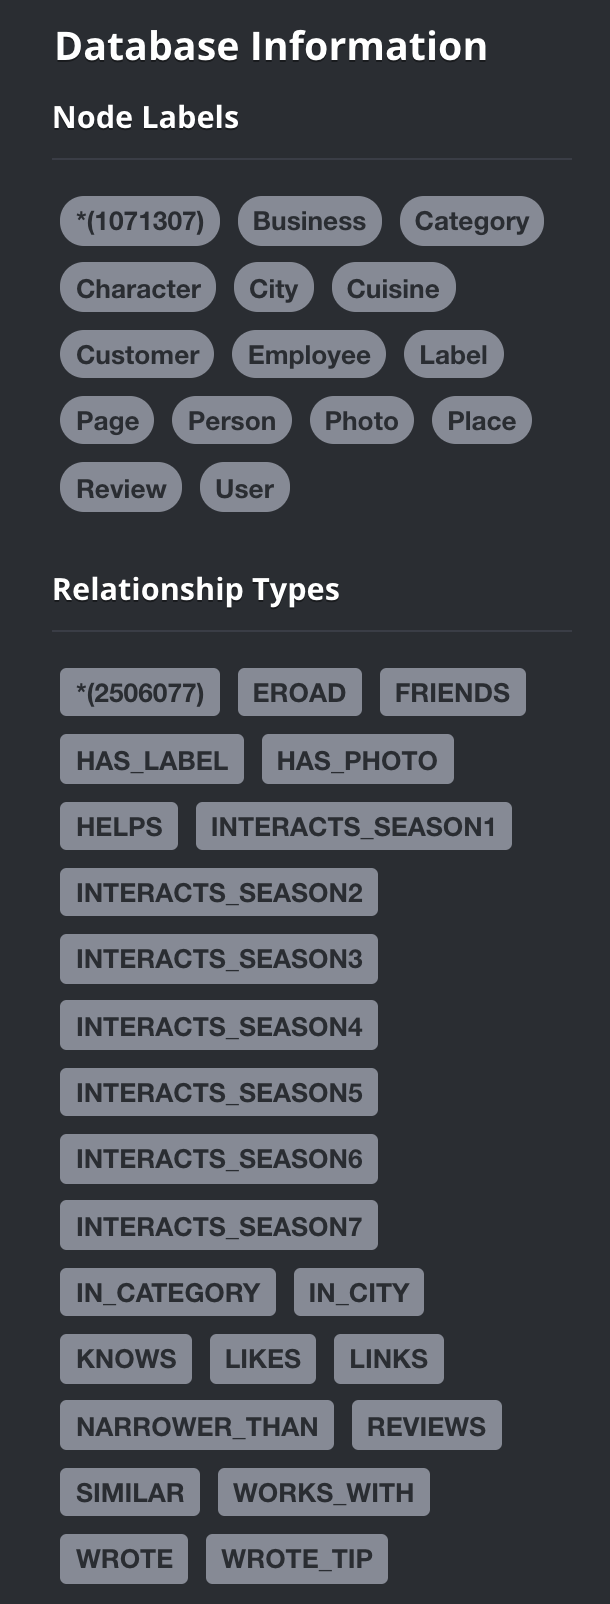 Database Information
Node Labels
*(1071307) Business Category
Character City Cuisine
Customer Employee Label
Page Person Photo Place
Review User
Relationship Types
*(2506077) EROAD FRIENDS
HAS_LABEL HAS_PHOTO
HELPS INTERACTS_SEASON1
INTERACTS_SEASON2
INTERACTS_SEASON3
INTERACTS_SEASON4
INTERACTS_SEASON5
INTERACTS_SEASON6
INTERACTS_SEASON7
IN_CATEGORY IN_CITY
KNOWS LIKES LINKS
NARROWER_THAN REVIEWS
SIMILAR WORKS_WITH
WROTE WROTE_TIP